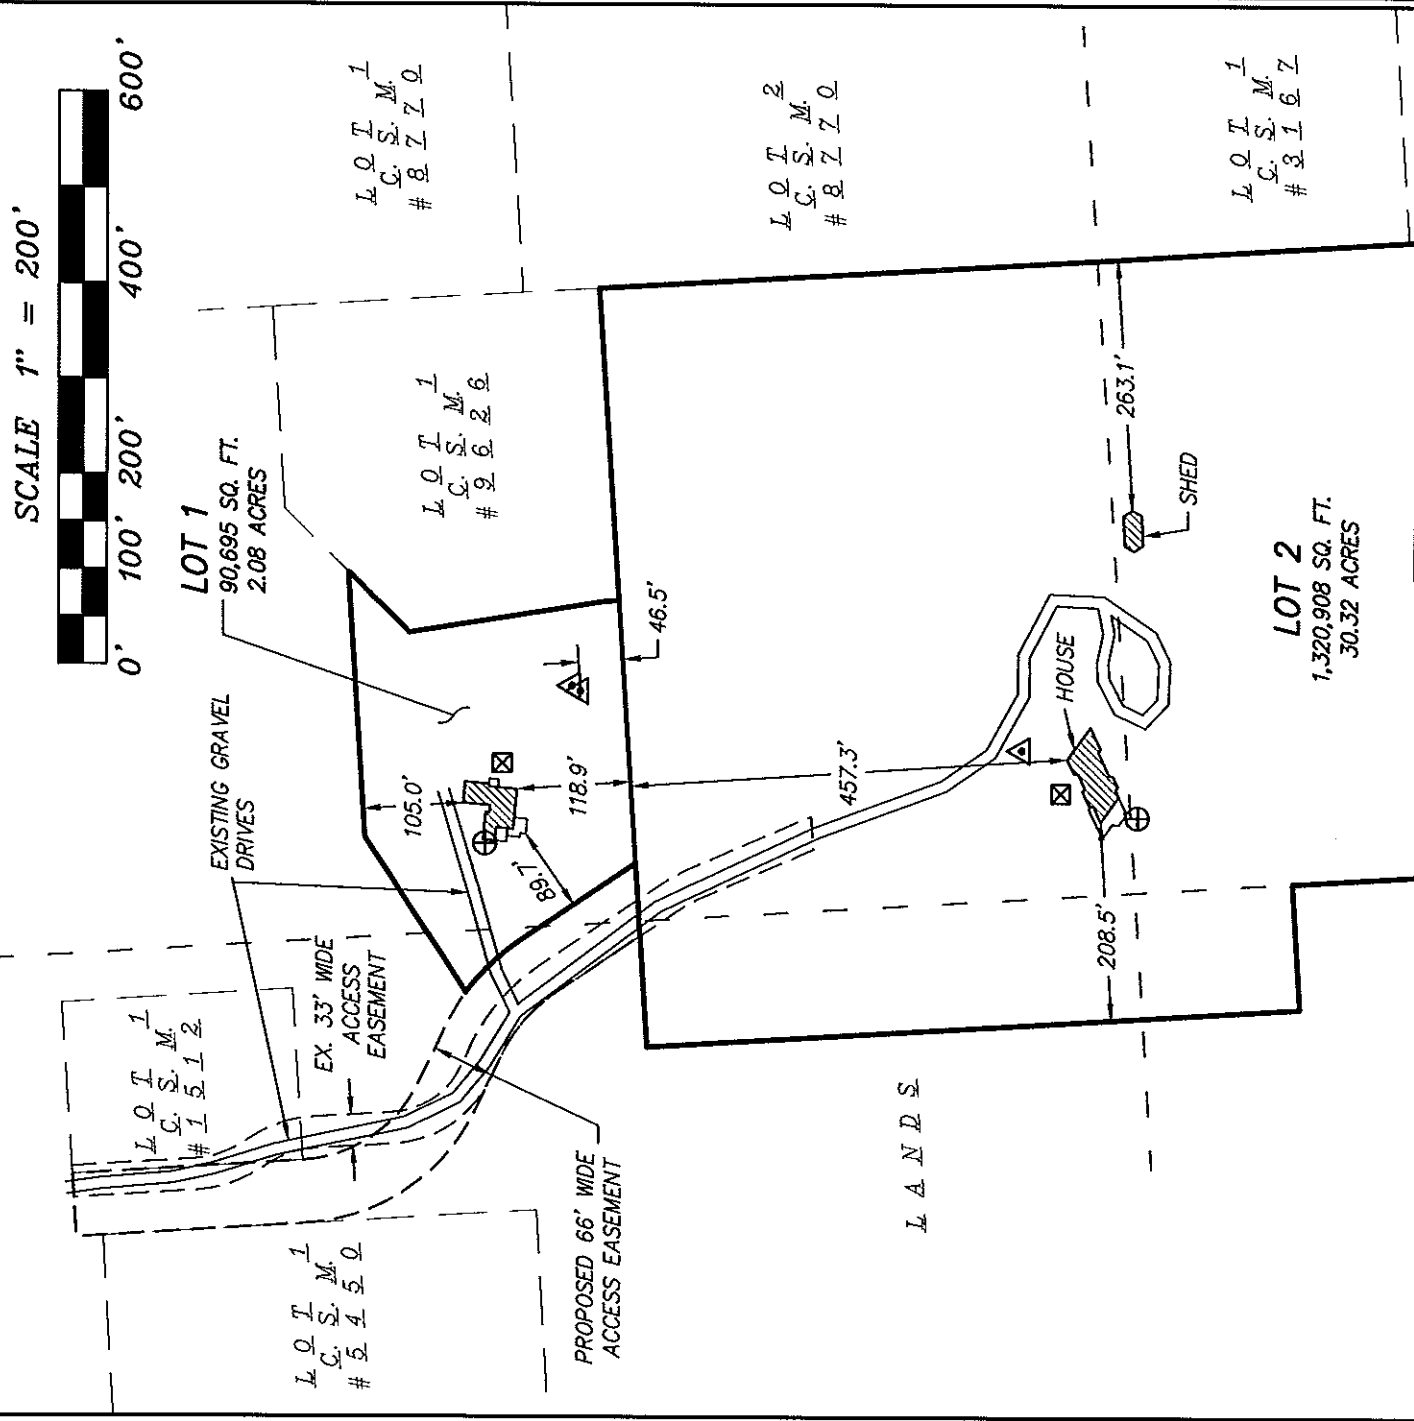 SCALE 1" = 200'
0' 100' 200' 400' 600'
LOT 1
90,695 SQ. FT.
2.08 ACRES
EXISTING GRAVEL
DRIVES
LOT 1
C.S.M.
#8770
LOT 2
C.S.M.
#8770
LOT 1
C.S.M.
#3167
LOT 1
C.S.M.
#9626
LOT 1
C.S.M.
#1512
LOT 1
C.S.M.
#5450
EX. 33' WIDE
ACCESS
EASEMENT
PROPOSED 66' WIDE
ACCESS EASEMENT
105.0'
118.9'
89.7'
46.5'
457.3'
263.1'
208.5'
HOUSE
SHED
LOT 2
1,320,908 SQ. FT.
30.32 ACRES
LANDS